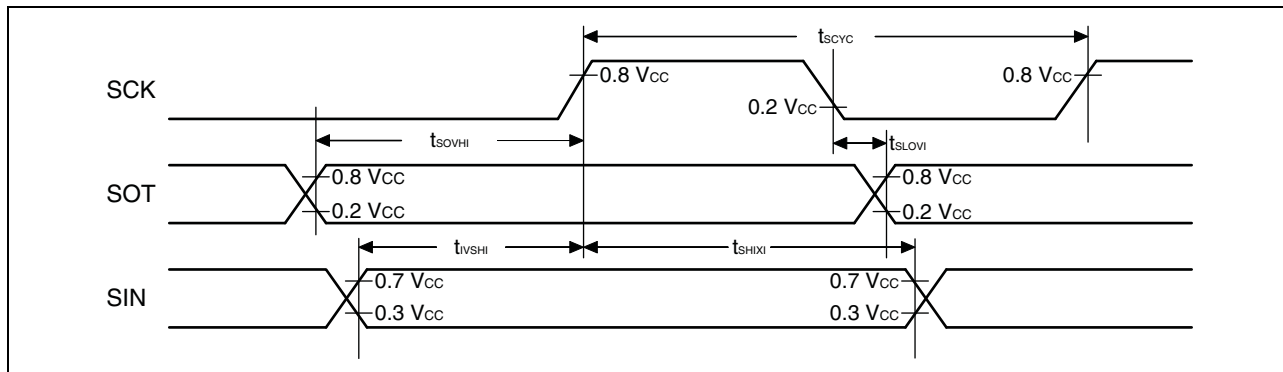 tSCYC
SCK
0.8 VCC
0.8 VCC
0.2 VCC
tSOVHI
tSLOVI
SOT
0.8 VCC
0.2 VCC
0.8 VCC
0.2 VCC
tIVSHI
tSHIXI
SIN
0.7 VCC
0.3 VCC
0.7 VCC
0.3 VCC